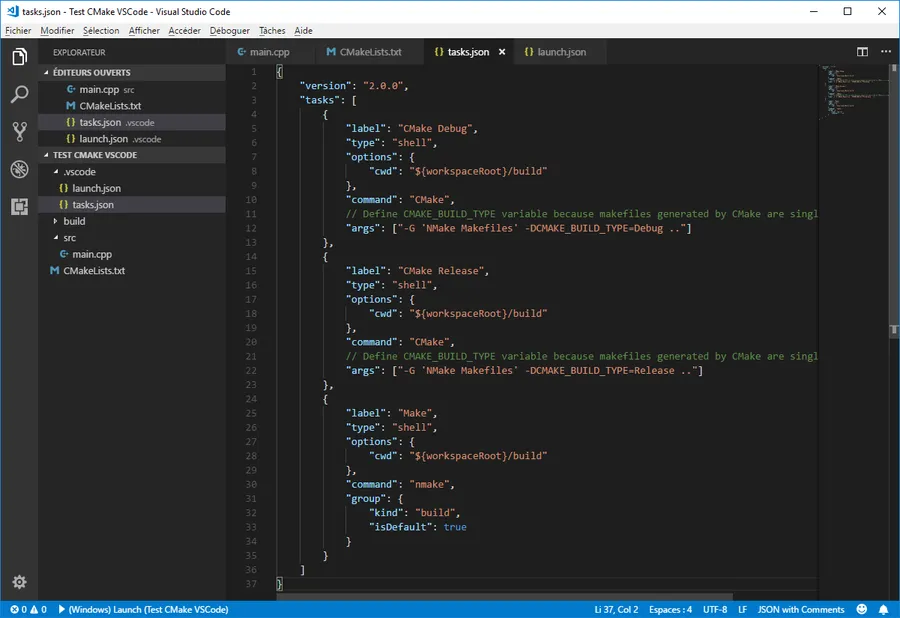 tasks.json - Test CMake VSCode - Visual Studio Code
Fichier Modifier Sélection Afficher Accéder Déboguer Tâches Aide
EXPLORATEUR
ÉDITEURS OUVERTS
main.cpp src
CMakeLists.txt
tasks.json .vscode
launch.json .vscode
TEST CMAKE VSCODE
.vscode
launch.json
tasks.json
build
src
main.cpp
CMakeLists.txt
main.cpp CMakeLists.txt tasks.json launch.json
1 {
2 "version": "2.0.0",
3 "tasks": [
4 {
5 "label": "CMake Debug",
6 "type": "shell",
7 "options": {
8 "cwd": "${workspaceRoot}/build"
9 },
10 "command": "CMake",
11 // Define CMAKE_BUILD_TYPE variable because makefiles generated by CMake are singl
12 "args": ["-G 'NMake Makefiles' -DCMAKE_BUILD_TYPE=Debug .."]
13 },
14 {
15 "label": "CMake Release",
16 "type": "shell",
17 "options": {
18 "cwd": "${workspaceRoot}/build"
19 },
20 "command": "CMake",
21 // Define CMAKE_BUILD_TYPE variable because makefiles generated by CMake are singl
22 "args": ["-G 'NMake Makefiles' -DCMAKE_BUILD_TYPE=Release .."]
23 },
24 {
25 "label": "Make",
26 "type": "shell",
27 "options": {
28 "cwd": "${workspaceRoot}/build"
29 },
30 "command": "nmake",
31 "group": {
32 "kind": "build",
33 "isDefault": true
34 }
35 }
36 ]
37 }
0 0 (Windows) Launch (Test CMake VSCode) Li 37, Col 2 Espaces : 4 UTF-8 LF JSON with Comments